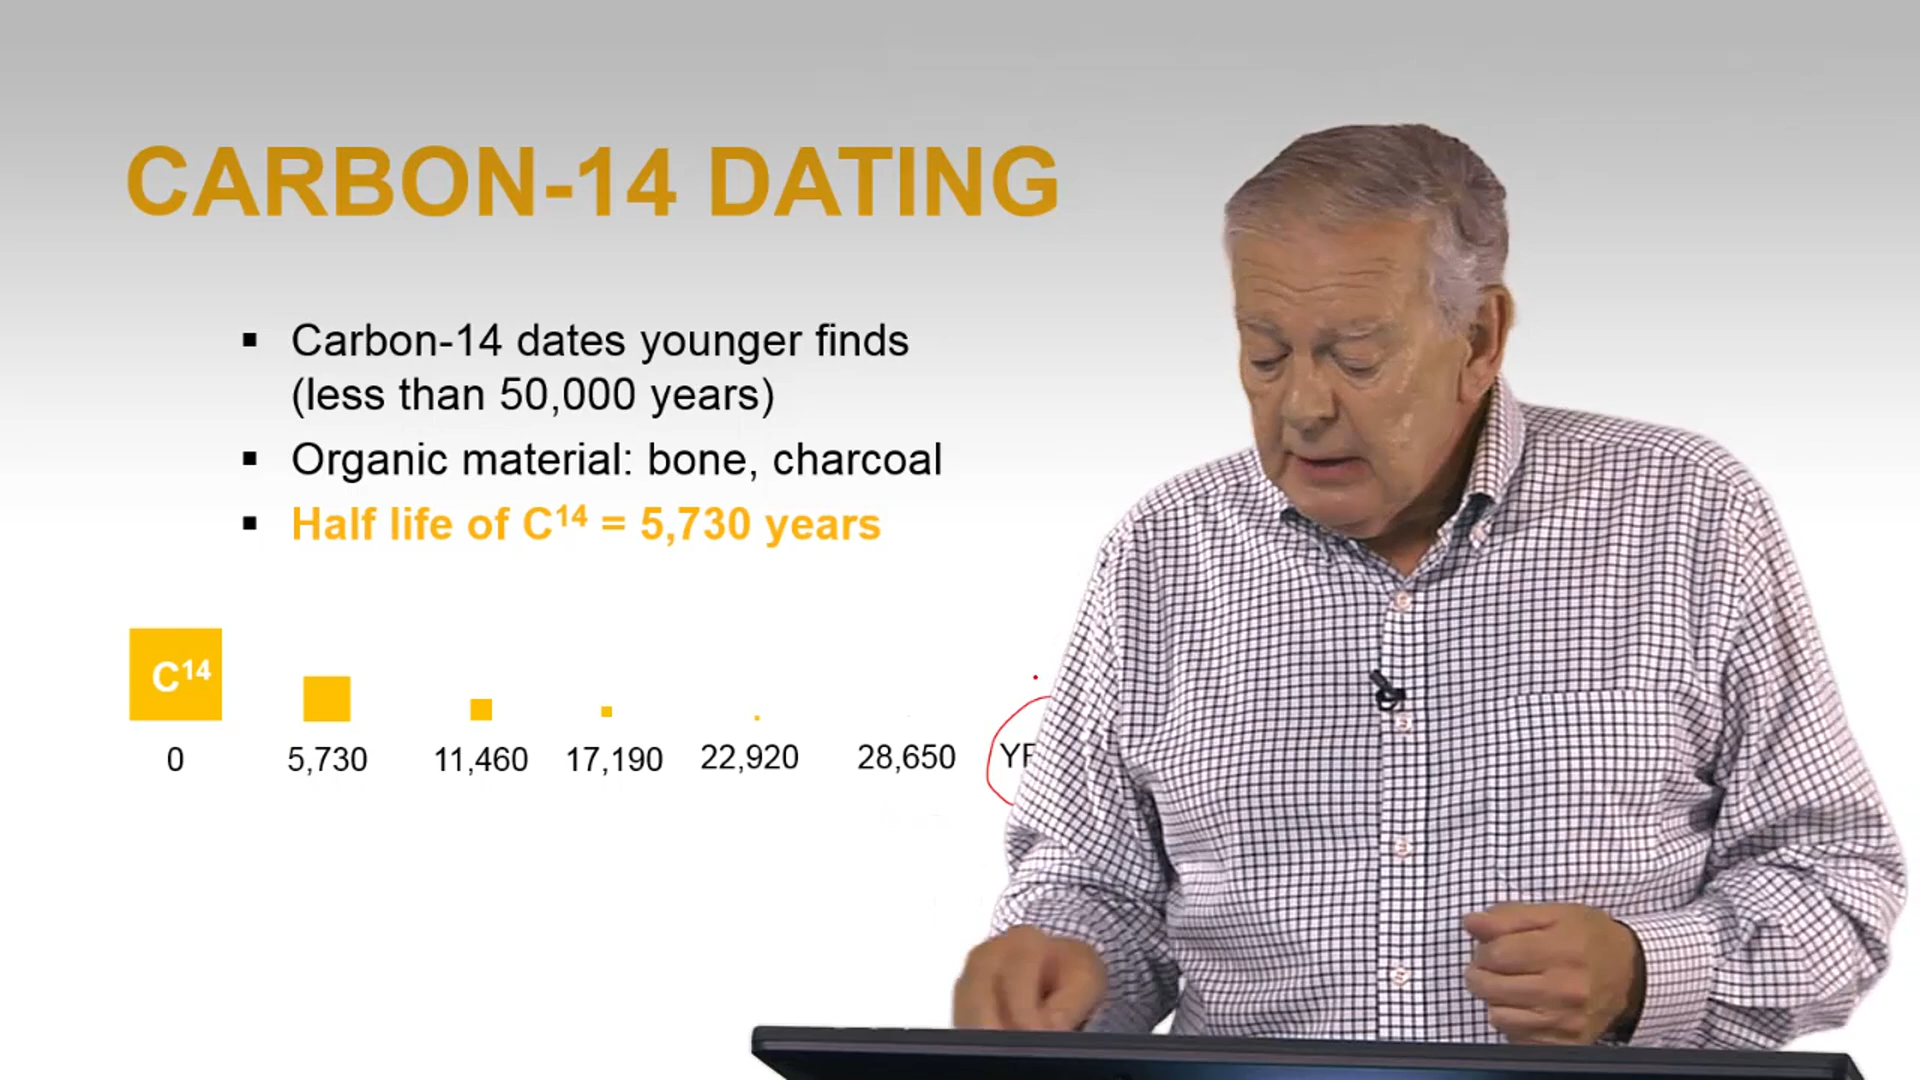 CARBON-14 DATING
▪ Carbon-14 dates younger finds
(less than 50,000 years)
▪ Organic material: bone, charcoal
▪ Half life of C¹⁴ = 5,730 years
C¹⁴
0 5,730 11,460 17,190 22,920 28,650